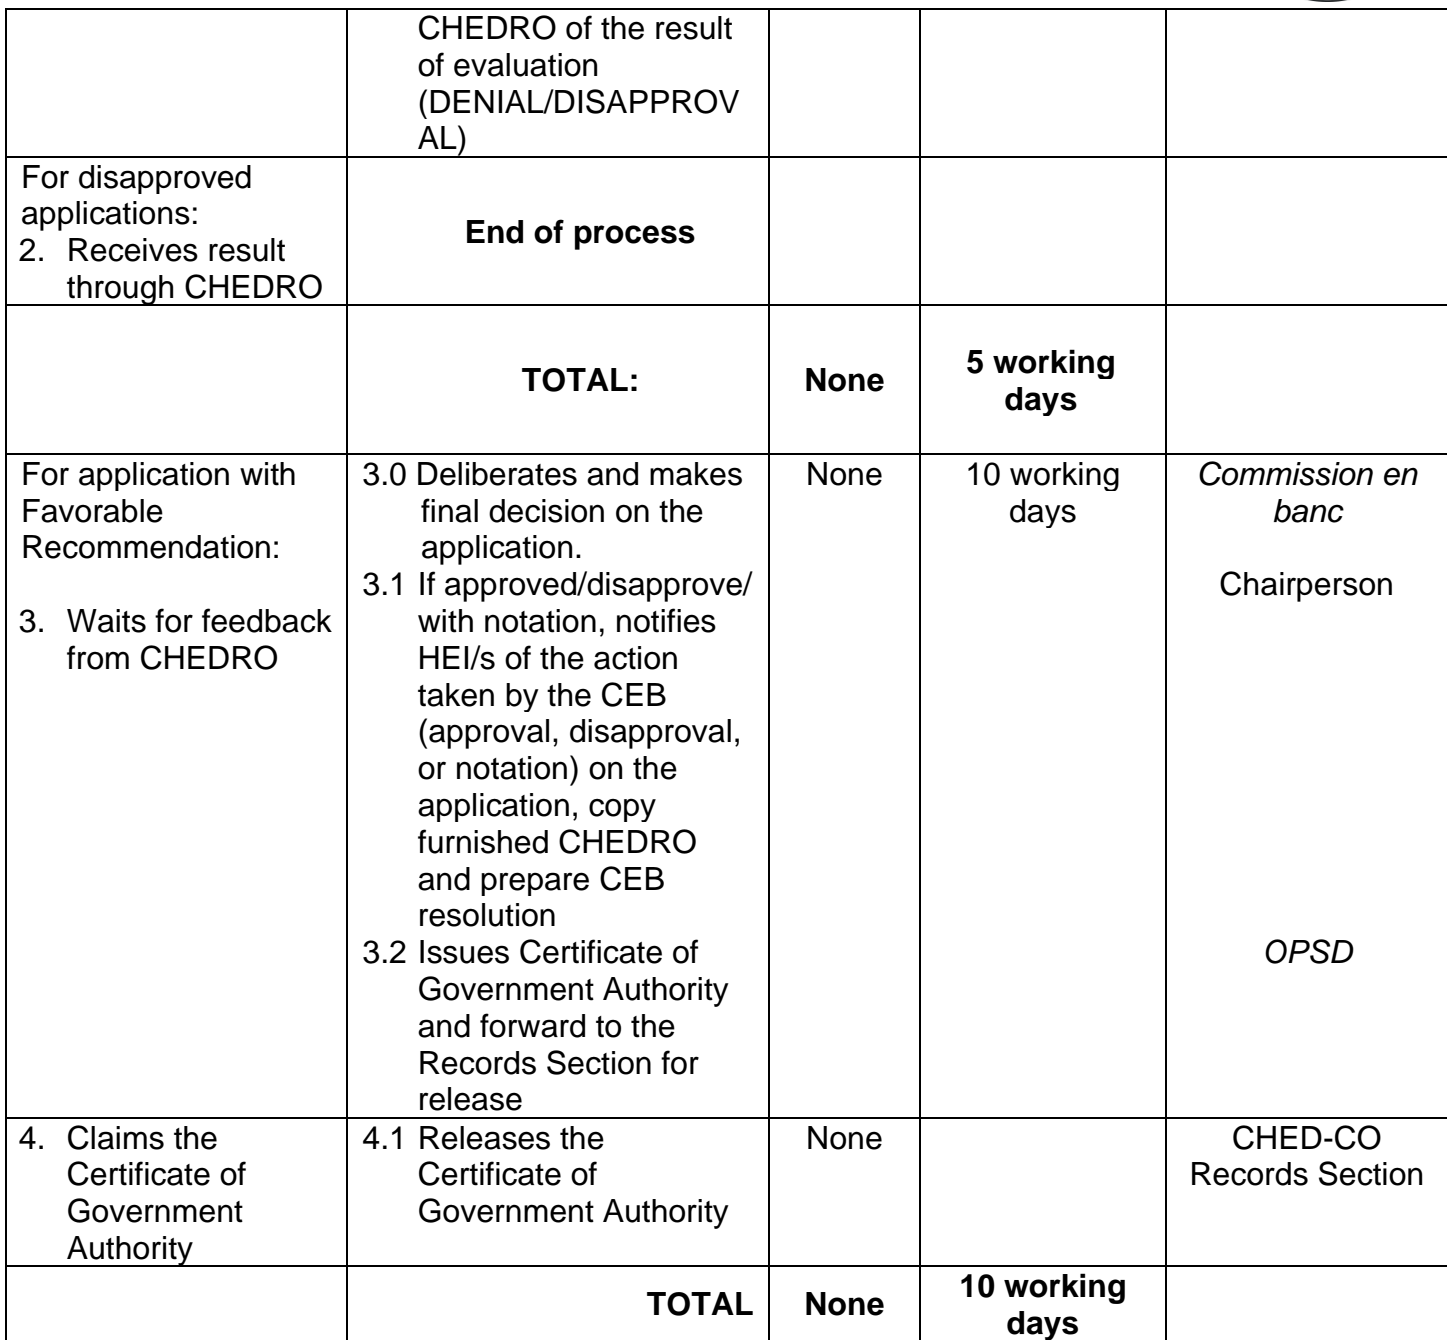 CHEDRO of the result
of evaluation
(DENIAL/DISAPPROV
AL)
For disapproved
applications:
2. Receives result
through CHEDRO
End of process
TOTAL:
None
5 working
days
For application with
Favorable
Recommendation:
3. Waits for feedback
from CHEDRO
3.0 Deliberates and makes
final decision on the
application.
3.1 If approved/disapprove/
with notation, notifies
HEI/s of the action
taken by the CEB
(approval, disapproval,
or notation) on the
application, copy
furnished CHEDRO
and prepare CEB
resolution
3.2 Issues Certificate of
Government Authority
and forward to the
Records Section for
release
None
10 working
days
Commission en
banc
Chairperson
OPSD
4. Claims the
Certificate of
Government
Authority
4.1 Releases the
Certificate of
Government Authority
None
CHED-CO
Records Section
TOTAL
None
10 working
days